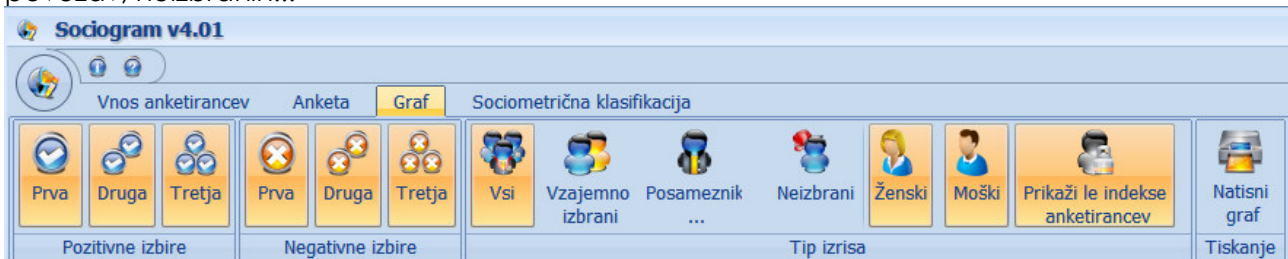 Sociogram v4.01
Vnos anketirancev Anketa Graf Sociometrična klasifikacija
Prva Druga Tretja Prva Druga Tretja Vsi Vzajemno izbrani Posameznik ... Neizbrani Ženski Moški Prikaži le indekse anketirancev Natisni graf
Pozitivne izbire Negativne izbire Tip izrisa Tiskanje